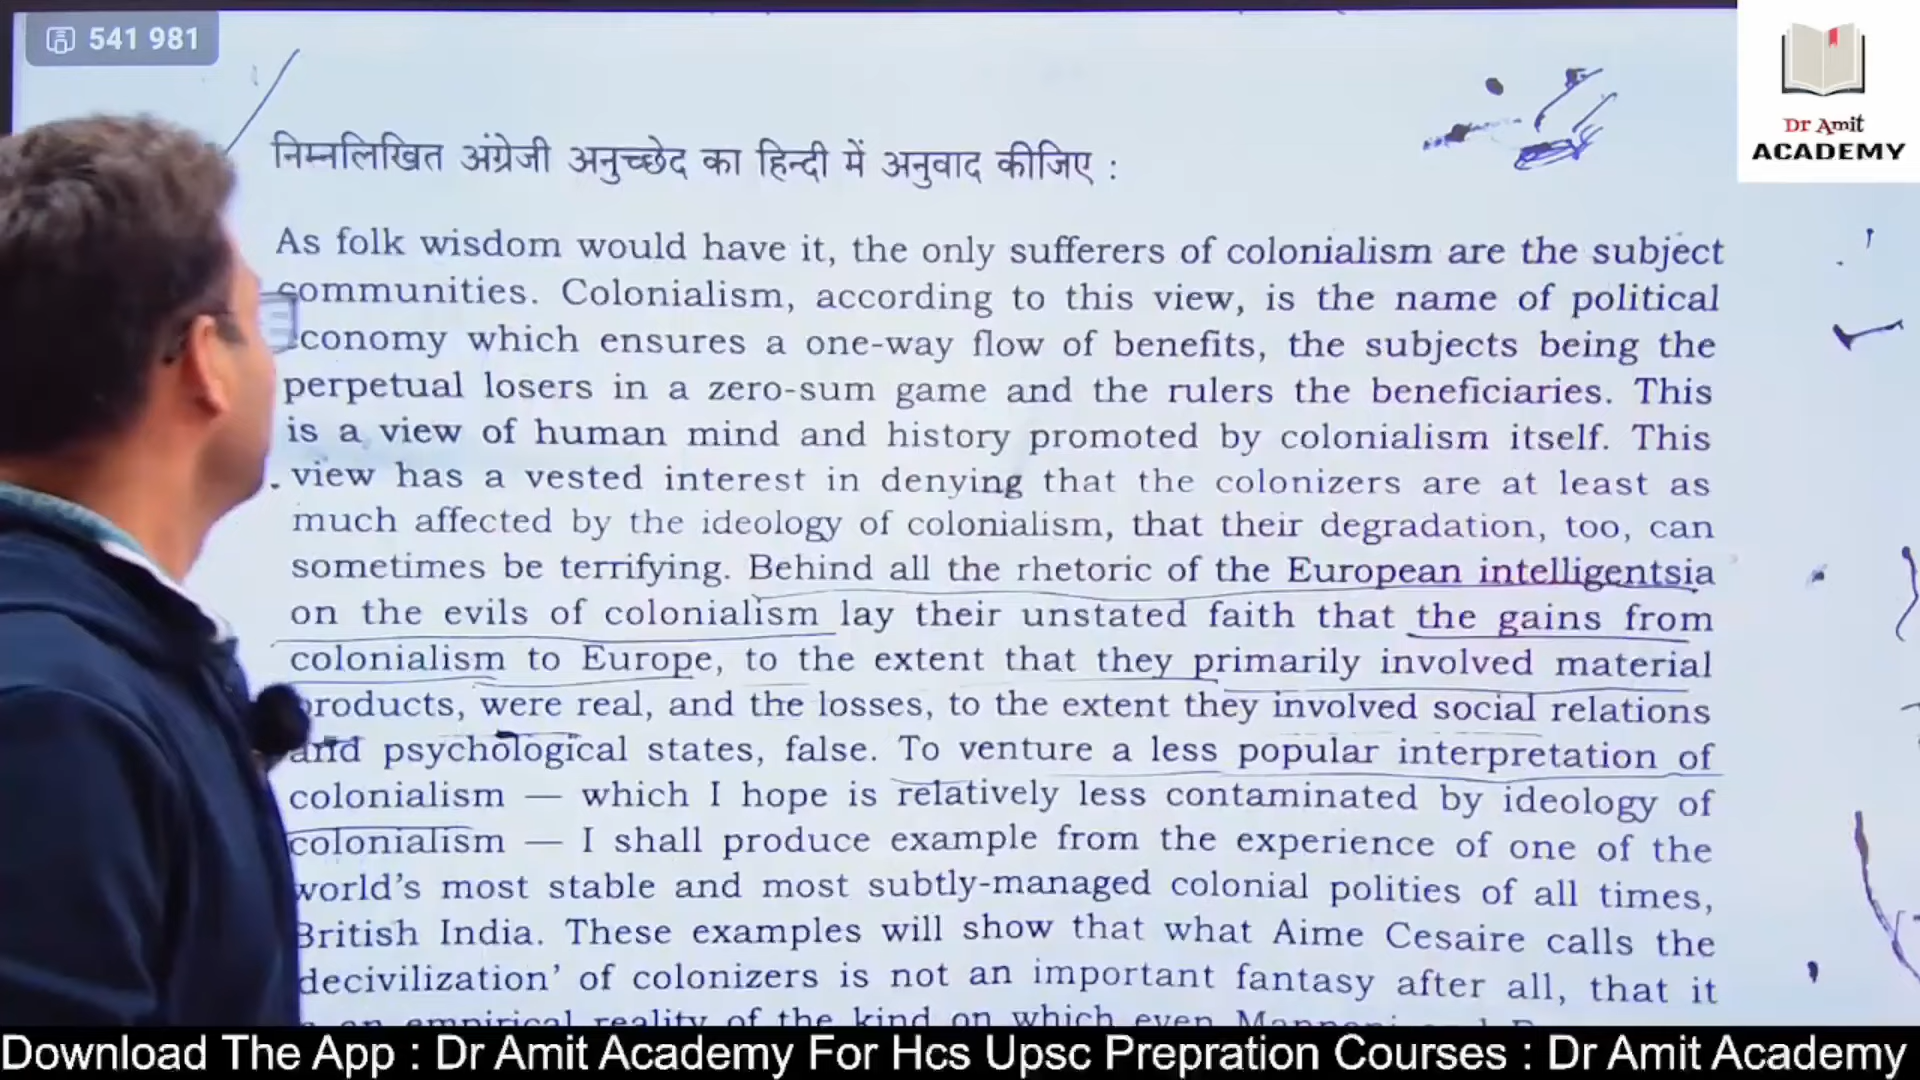 541 981
Dr Amit
ACADEMY
निम्नलिखित अंग्रेजी अनुच्छेद का हिन्दी में अनुवाद कीजिए :
As folk wisdom would have it, the only sufferers of colonialism are the subject
communities. Colonialism, according to this view, is the name of political
economy which ensures a one-way flow of benefits, the subjects being the
perpetual losers in a zero-sum game and the rulers the beneficiaries. This
is a view of human mind and history promoted by colonialism itself. This
view has a vested interest in denying that the colonizers are at least as
much affected by the ideology of colonialism, that their degradation, too, can
sometimes be terrifying. Behind all the rhetoric of the European intelligentsia
on the evils of colonialism lay their unstated faith that the gains from
colonialism to Europe, to the extent that they primarily involved material
products, were real, and the losses, to the extent they involved social relations
and psychological states, false. To venture a less popular interpretation of
colonialism — which I hope is relatively less contaminated by ideology of
colonialism — I shall produce example from the experience of one of the
world's most stable and most subtly-managed colonial polities of all times,
British India. These examples will show that what Aime Cesaire calls the
decivilization' of colonizers is not an important fantasy after all, that it
an empirical reality of the kind on which even
Download The App : Dr Amit Academy For Hcs Upsc Prepration Courses : Dr Amit Academy